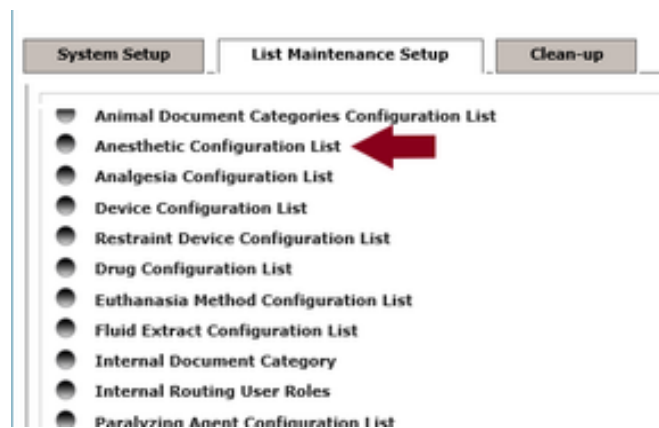 System Setup List Maintenance Setup Clean-up
Animal Document Categories Configuration List
Anesthetic Configuration List
Analgesia Configuration List
Device Configuration List
Restraint Device Configuration List
Drug Configuration List
Euthanasia Method Configuration List
Fluid Extract Configuration List
Internal Document Category
Internal Routing User Roles
Paralyzing Agent Configuration List